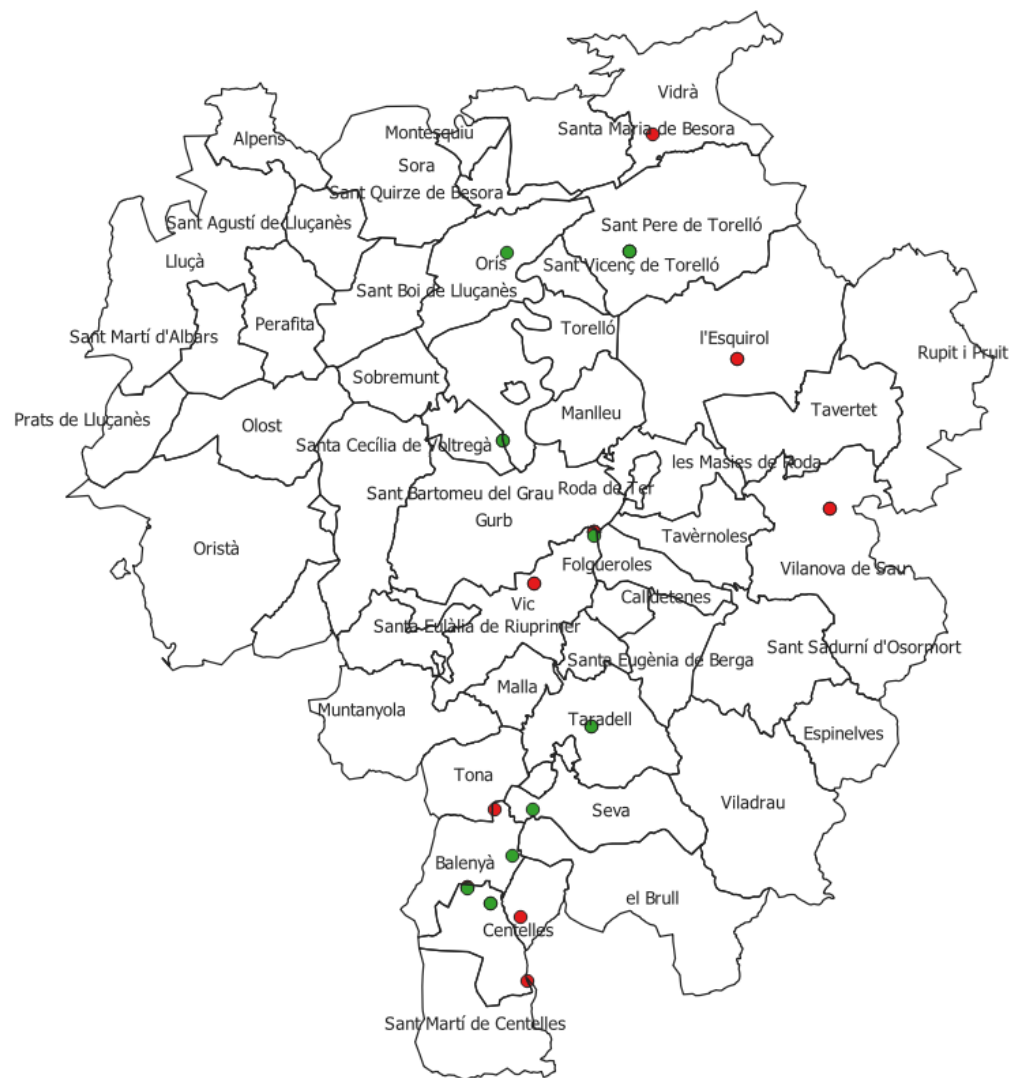 Vidrà
Santa Maria de Besora
Montesquiu
Alpens
Sora
Sant Quirze de Besora
Sant Agustí de Lluçanès
Sant Pere de Torelló
Lluçà
Orís
Sant Vicenç de Torelló
Sant Boi de Lluçanès
Perafita
Torelló
Sant Martí d'Albars
l'Esquirol
Rupit i Pruit
Sobremunt
Tavertet
Manlleu
Prats de Lluçanès
Olost
Santa Cecília de Voltregà
les Masies de Roda
Roda de Ter
Sant Bartomeu del Grau
Gurb
Tavèrnoles
Oristà
Folgueroles
Vilanova de Sau
Calldetenes
Vic
Santa Eulàlia de Riuprimer
Sant Sadurní d'Osormort
Santa Eugènia de Berga
Malla
Muntanyola
Taradell
Espinelves
Tona
Viladrau
Seva
Balenyà
el Brull
Centelles
Sant Martí de Centelles